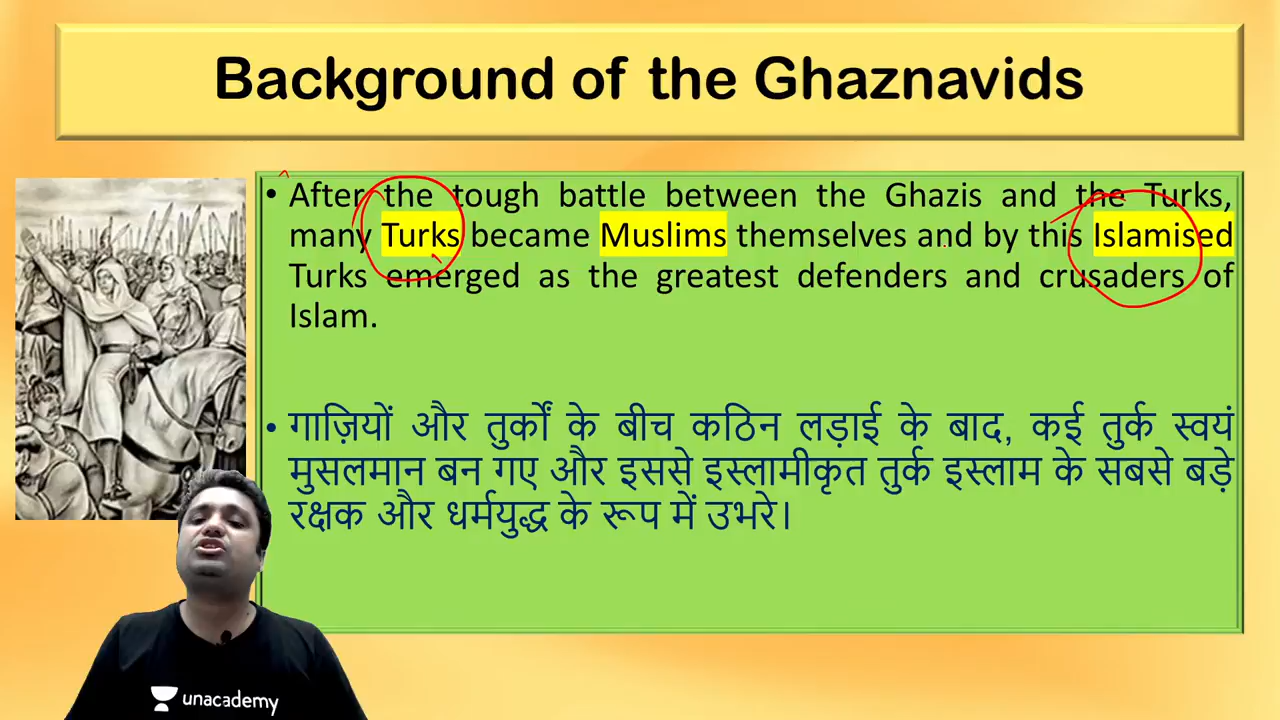 Background of the Ghaznavids
• After the tough battle between the Ghazis and the Turks,
many Turks became Muslims themselves and by this Islamised
Turks emerged as the greatest defenders and crusaders of
Islam.
• गाज़ियों और तुर्कों के बीच कठिन लड़ाई के बाद, कई तुर्क स्वयं
मुसलमान बन गए और इससे इस्लामीकृत तुर्क इस्लाम के सबसे बड़े
रक्षक और धर्मयुद्ध के रूप में उभरे।
unacademy